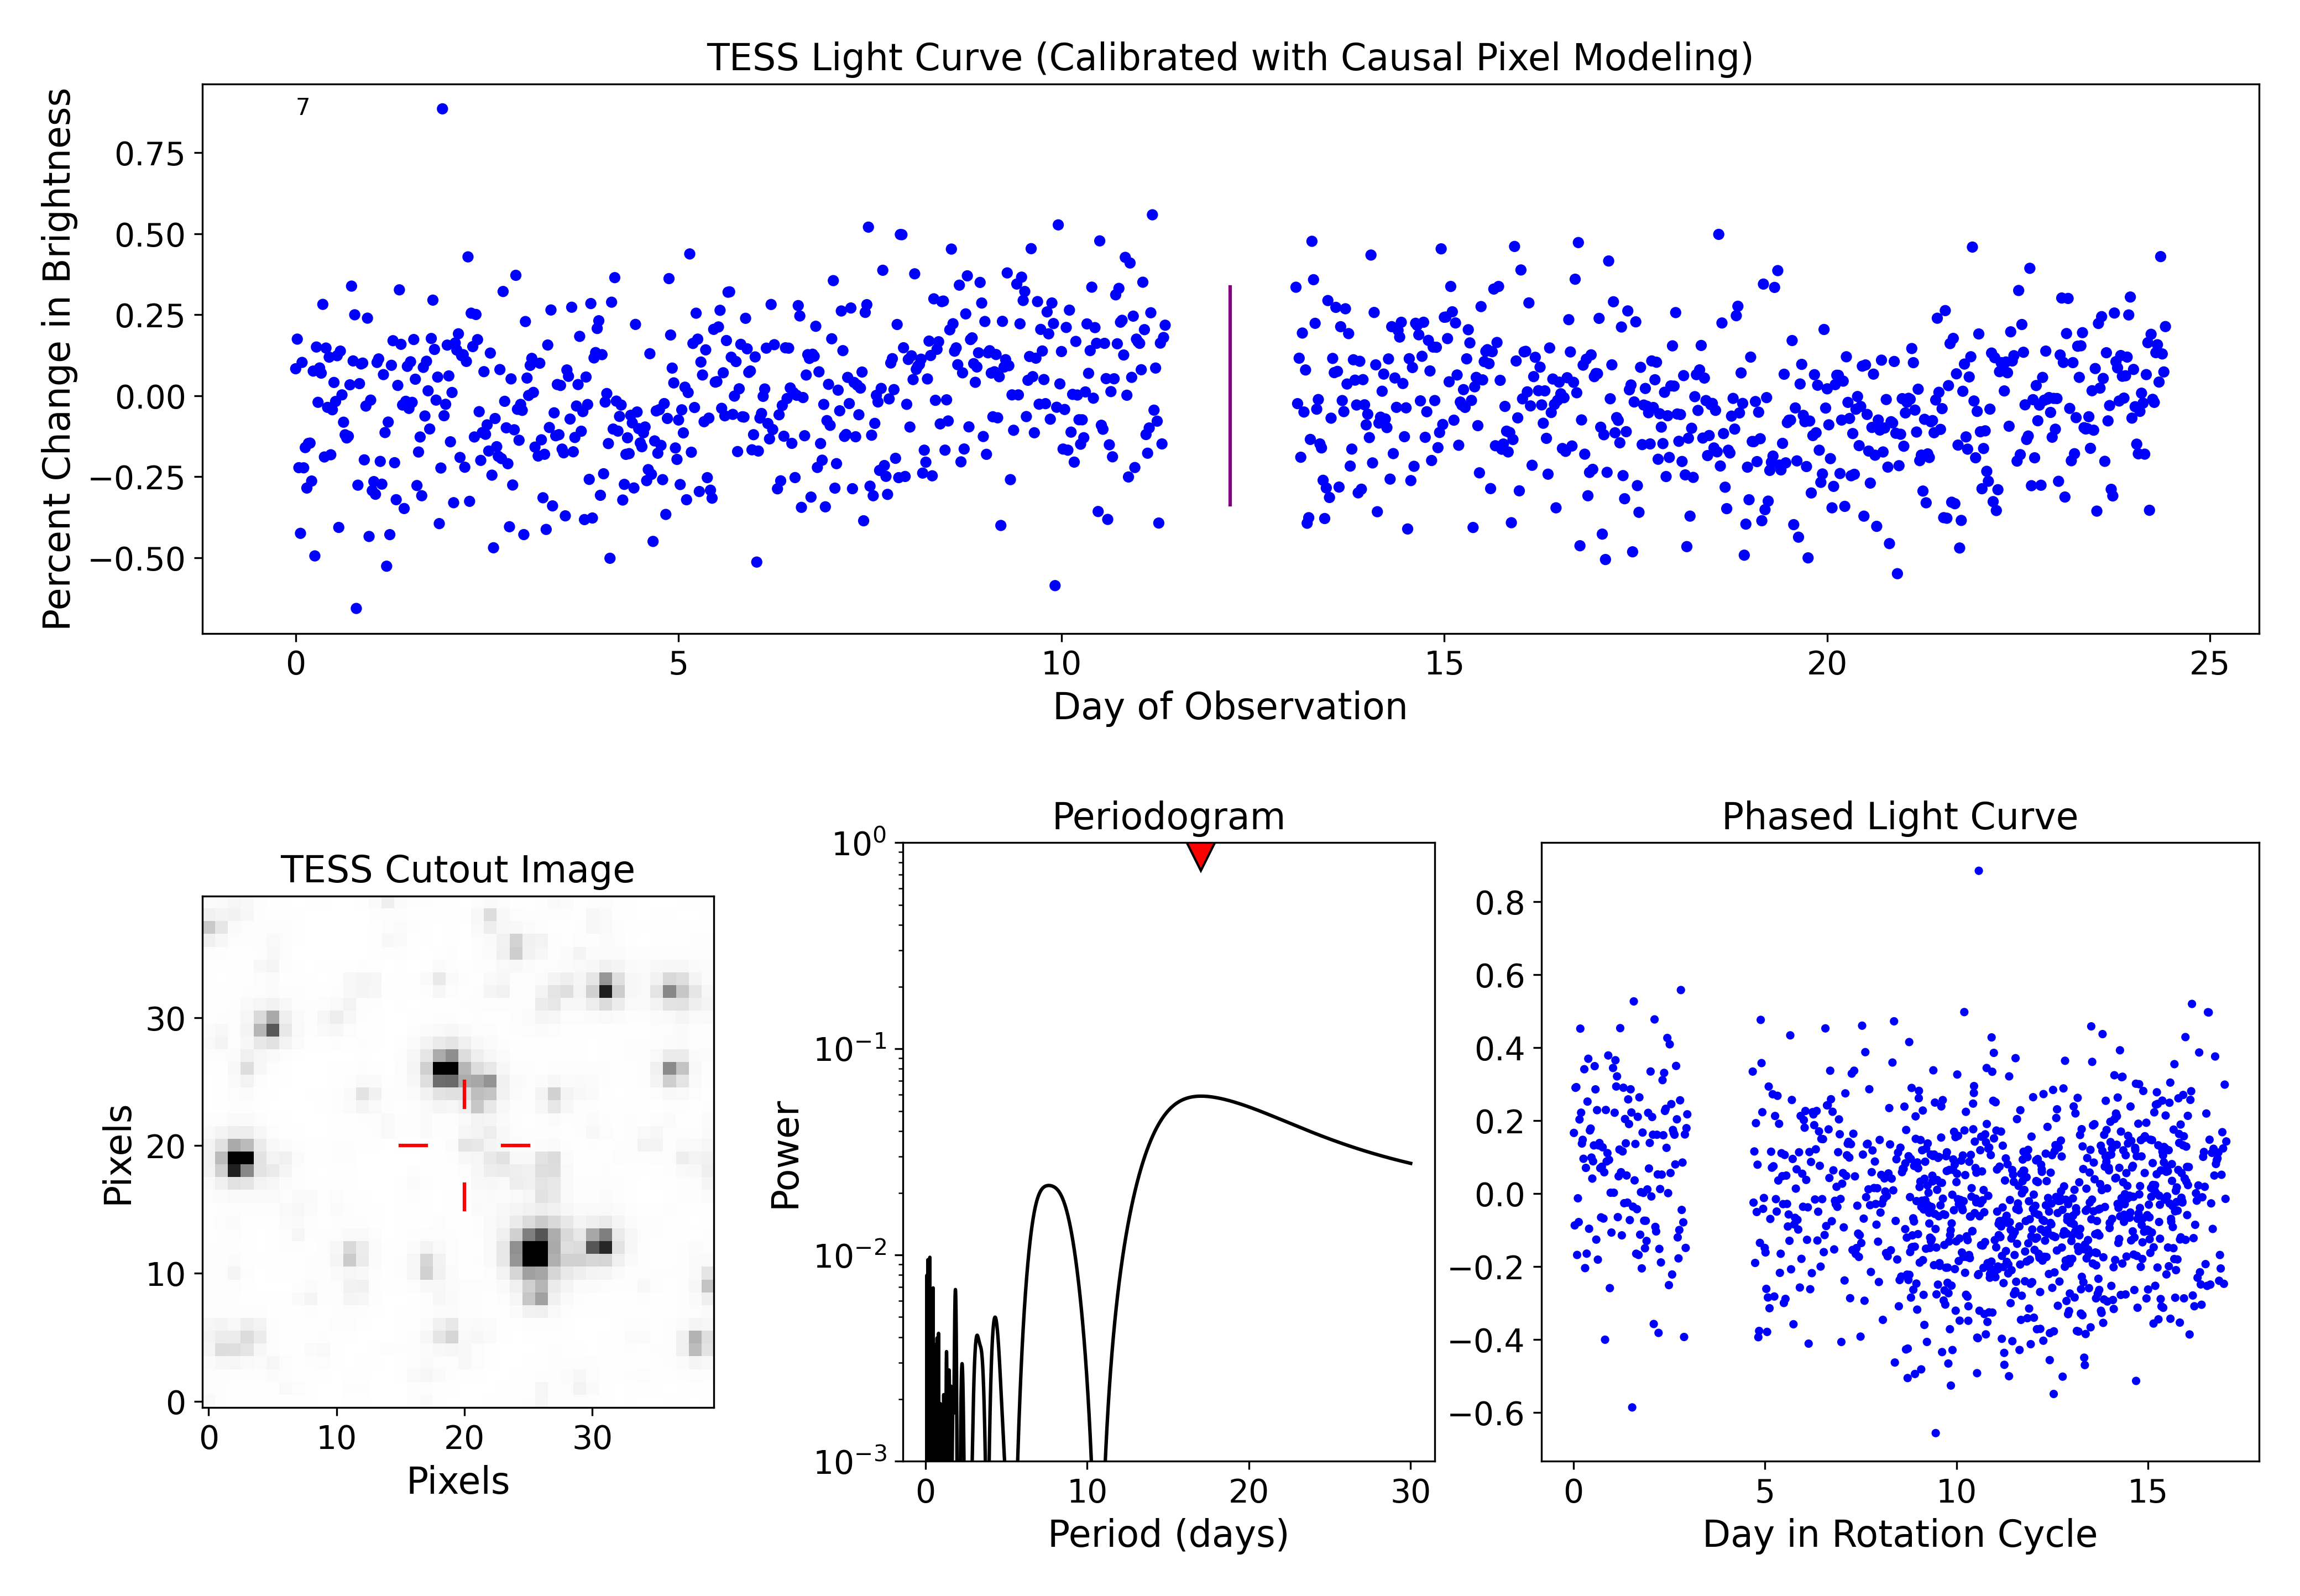 TESS Light Curve (Calibrated with Causal Pixel Modeling)
Percent Change in Brightness
7
0.75
0.50
0.25
0.00
−0.25
−0.50
0 5 10 15 20 25
Day of Observation
TESS Cutout Image
Pixels
30
20
10
0
0 10 20 30
Pixels
Periodogram
Power
10⁰
10⁻¹
10⁻²
10⁻³
0 10 20 30
Period (days)
Phased Light Curve
0.8
0.6
0.4
0.2
0.0
−0.2
−0.4
−0.6
0 5 10 15
Day in Rotation Cycle